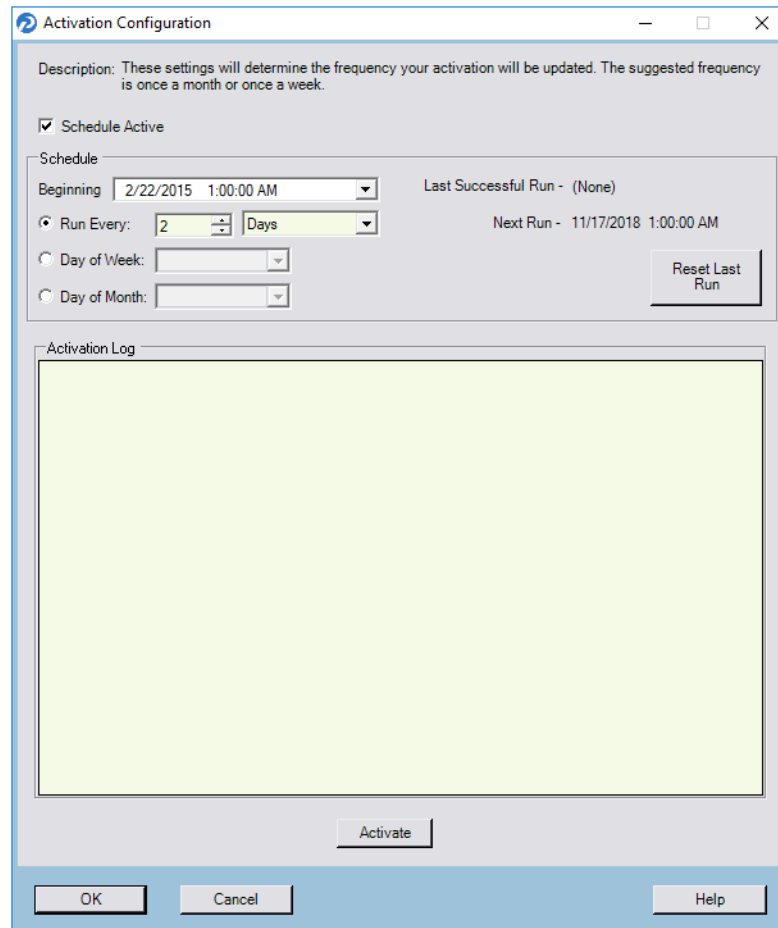 Activation Configuration
Description: These settings will determine the frequency your activation will be updated. The suggested frequency
is once a month or once a week.
Schedule Active
Schedule
Beginning 2/22/2015 1:00:00 AM Last Successful Run - (None)
Run Every: 2 Days Next Run - 11/17/2018 1:00:00 AM
Day of Week:
Reset Last
Run
Day of Month:
Activation Log
Activate
OK Cancel Help